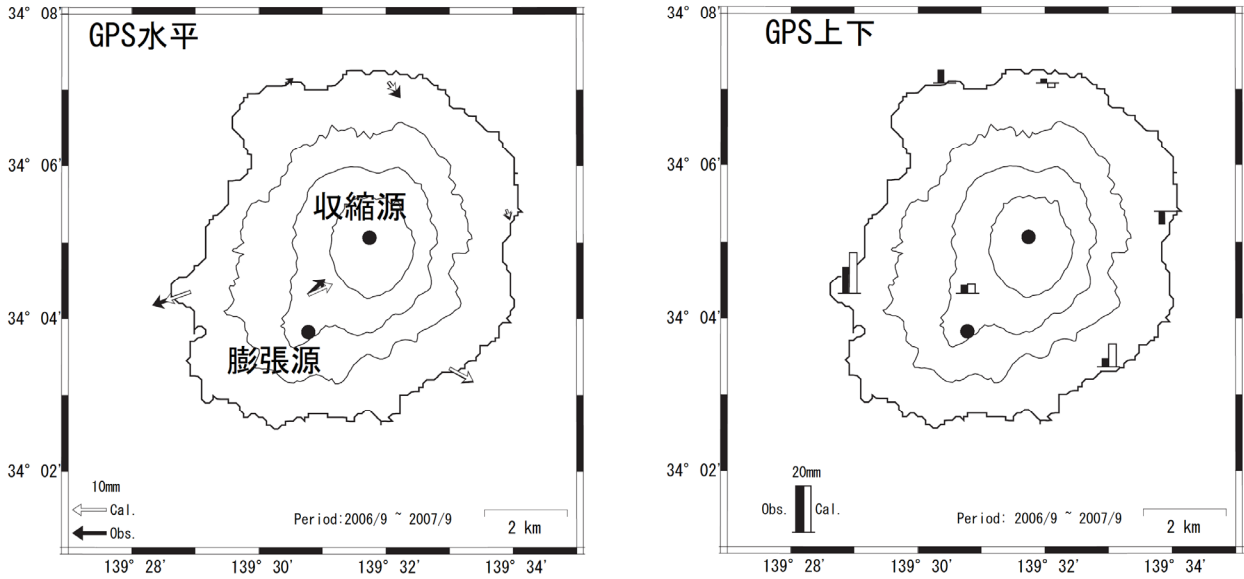 34° 08'
GPS水平
34° 06'
収縮源
34° 04'
膨張源
34° 02'
10mm
Cal.
Obs.
Period:2006/9 ~ 2007/9
2 km
139° 28' 139° 30' 139° 32' 139° 34'
34° 08'
GPS上下
34° 06'
34° 04'
34° 02'
20mm
Obs. Cal.
Period: 2006/9 ~ 2007/9
2 km
139° 28' 139° 30' 139° 32' 139° 34'